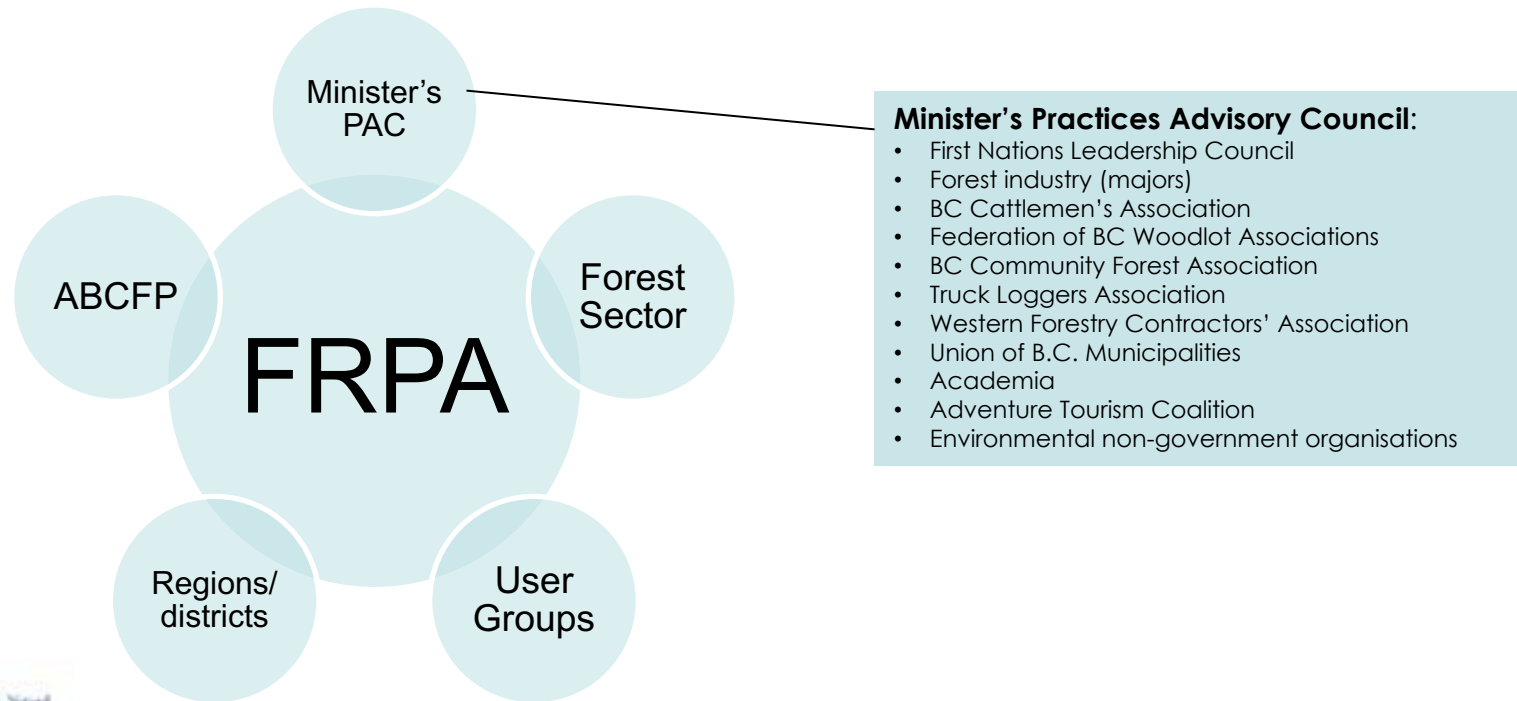 Minister's
PAC
Forest
Sector
User
Groups
Regions/
districts
ABCFP
FRPA
Minister's Practices Advisory Council:
• First Nations Leadership Council
• Forest industry (majors)
• BC Cattlemen's Association
• Federation of BC Woodlot Associations
• BC Community Forest Association
• Truck Loggers Association
• Western Forestry Contractors' Association
• Union of B.C. Municipalities
• Academia
• Adventure Tourism Coalition
• Environmental non-government organisations